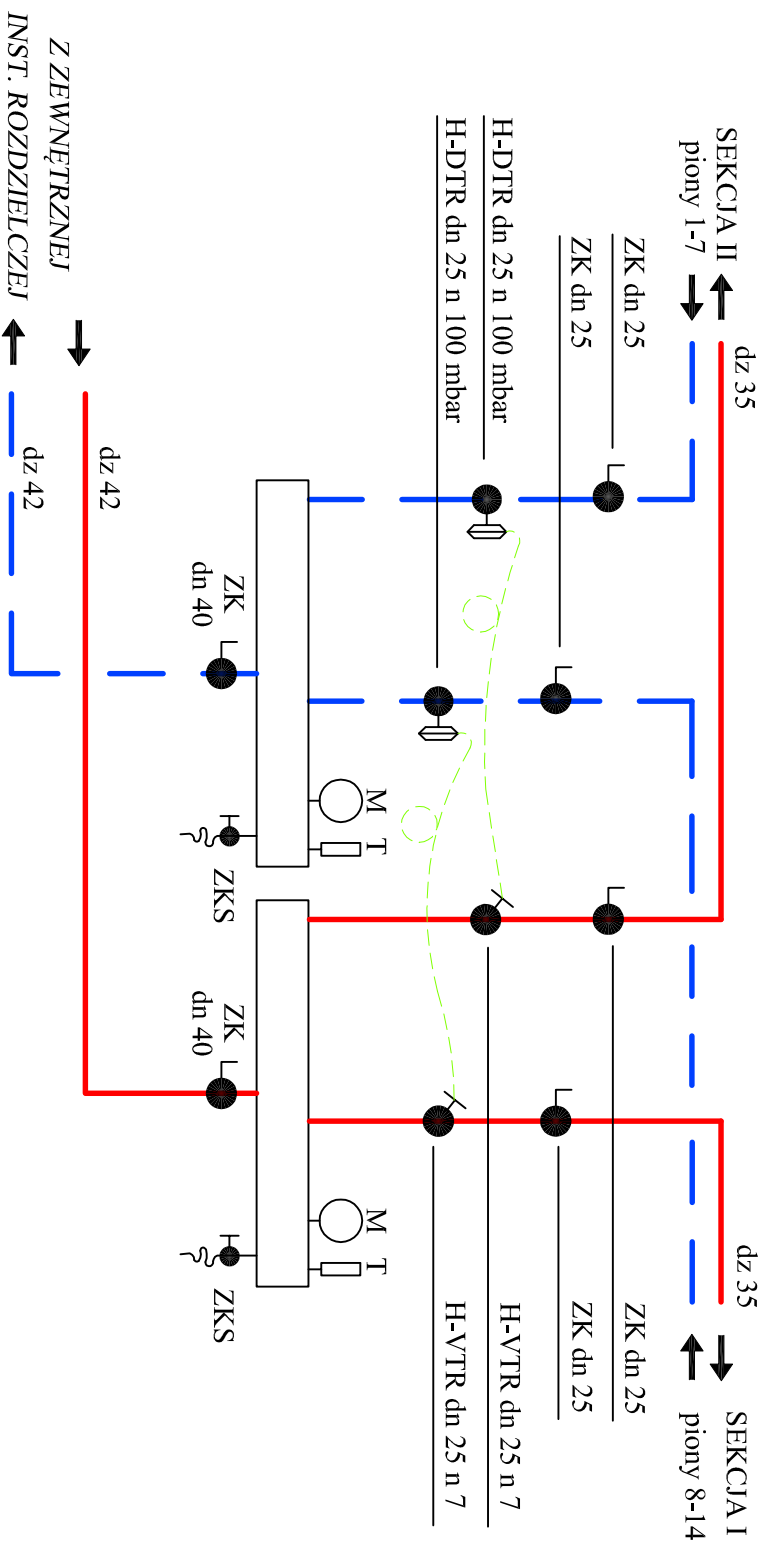 SEKCJA II
piony 1-7
dz 35
dz 35
SEKCJA I
piony 8-14
ZK dn 25
ZK dn 25
H-DTR dn 25 n 100 mbar
H-DTR dn 25 n 100 mbar
ZK dn 25
ZK dn 25
H-VTR dn 25 n 7
H-VTR dn 25 n 7
M
T
M
T
ZK
dn 40
ZKS
ZK
dn 40
ZKS
Z ZEWNĘTRZNEJ
INST. ROZDZIELCZEJ
dz 42
dz 42